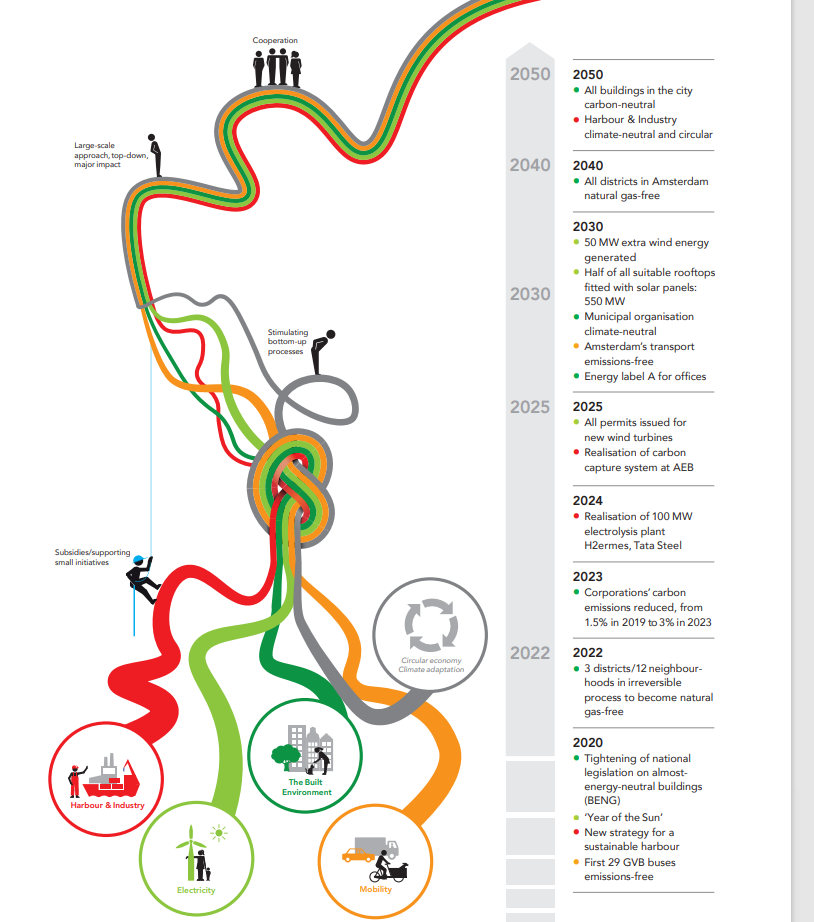 Cooperation
Large-scale
approach, top-down,
major impact
Stimulating
bottom-up
processes
Subsidies/supporting
small initiatives
Circular economy
Climate adaptation
Harbour & Industry
The Built
Environment
Electricity
Mobility
2050
2040
2030
2025
2022
2050
All buildings in the city
carbon-neutral
Harbour & Industry
climate-neutral and circular
2040
All districts in Amsterdam
natural gas-free
2030
50 MW extra wind energy
generated
Half of all suitable rooftops
fitted with solar panels:
550 MW
Municipal organisation
climate-neutral
Amsterdam's transport
emissions-free
Energy label A for offices
2025
All permits issued for
new wind turbines
Realisation of carbon
capture system at AEB
2024
Realisation of 100 MW
electrolysis plant
H2ermes, Tata Steel
2023
Corporations' carbon
emissions reduced, from
1.5% in 2019 to 3% in 2023
2022
3 districts/12 neighbour-
hoods in irreversible
process to become natural
gas-free
2020
Tightening of national
legislation on almost-
energy-neutral buildings
(BENG)
'Year of the Sun'
New strategy for a
sustainable harbour
First 29 GVB buses
emissions-free